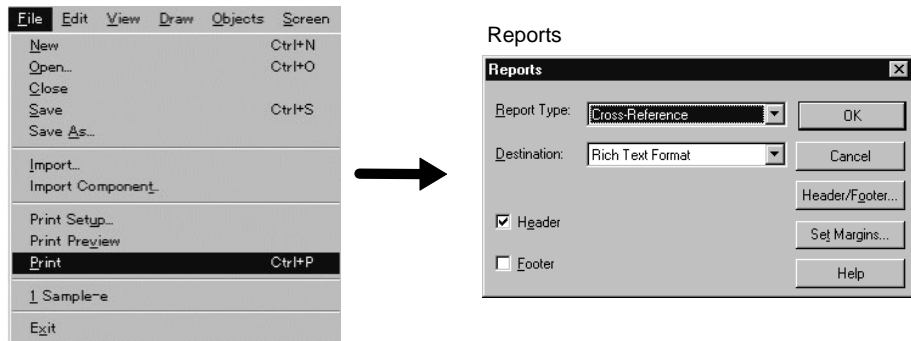 File Edit View Draw Objects Screen
New Ctrl+N
Open... Ctrl+O
Close
Save Ctrl+S
Save As...
Import...
Import Component..
Print Setup...
Print Preview
Print Ctrl+P
1 Sample~e
Exit
Reports
Reports
Report Type: Cross-Reference OK
Destination: Rich Text Format Cancel
Header/Footer...
Header
Set Margins...
Footer
Help